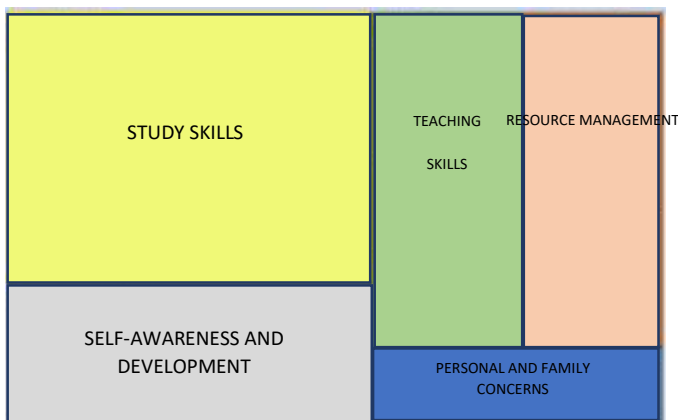 STUDY SKILLS
TEACHING
SKILLS
RESOURCE MANAGEMENT
SELF-AWARENESS AND
DEVELOPMENT
PERSONAL AND FAMILY
CONCERNS